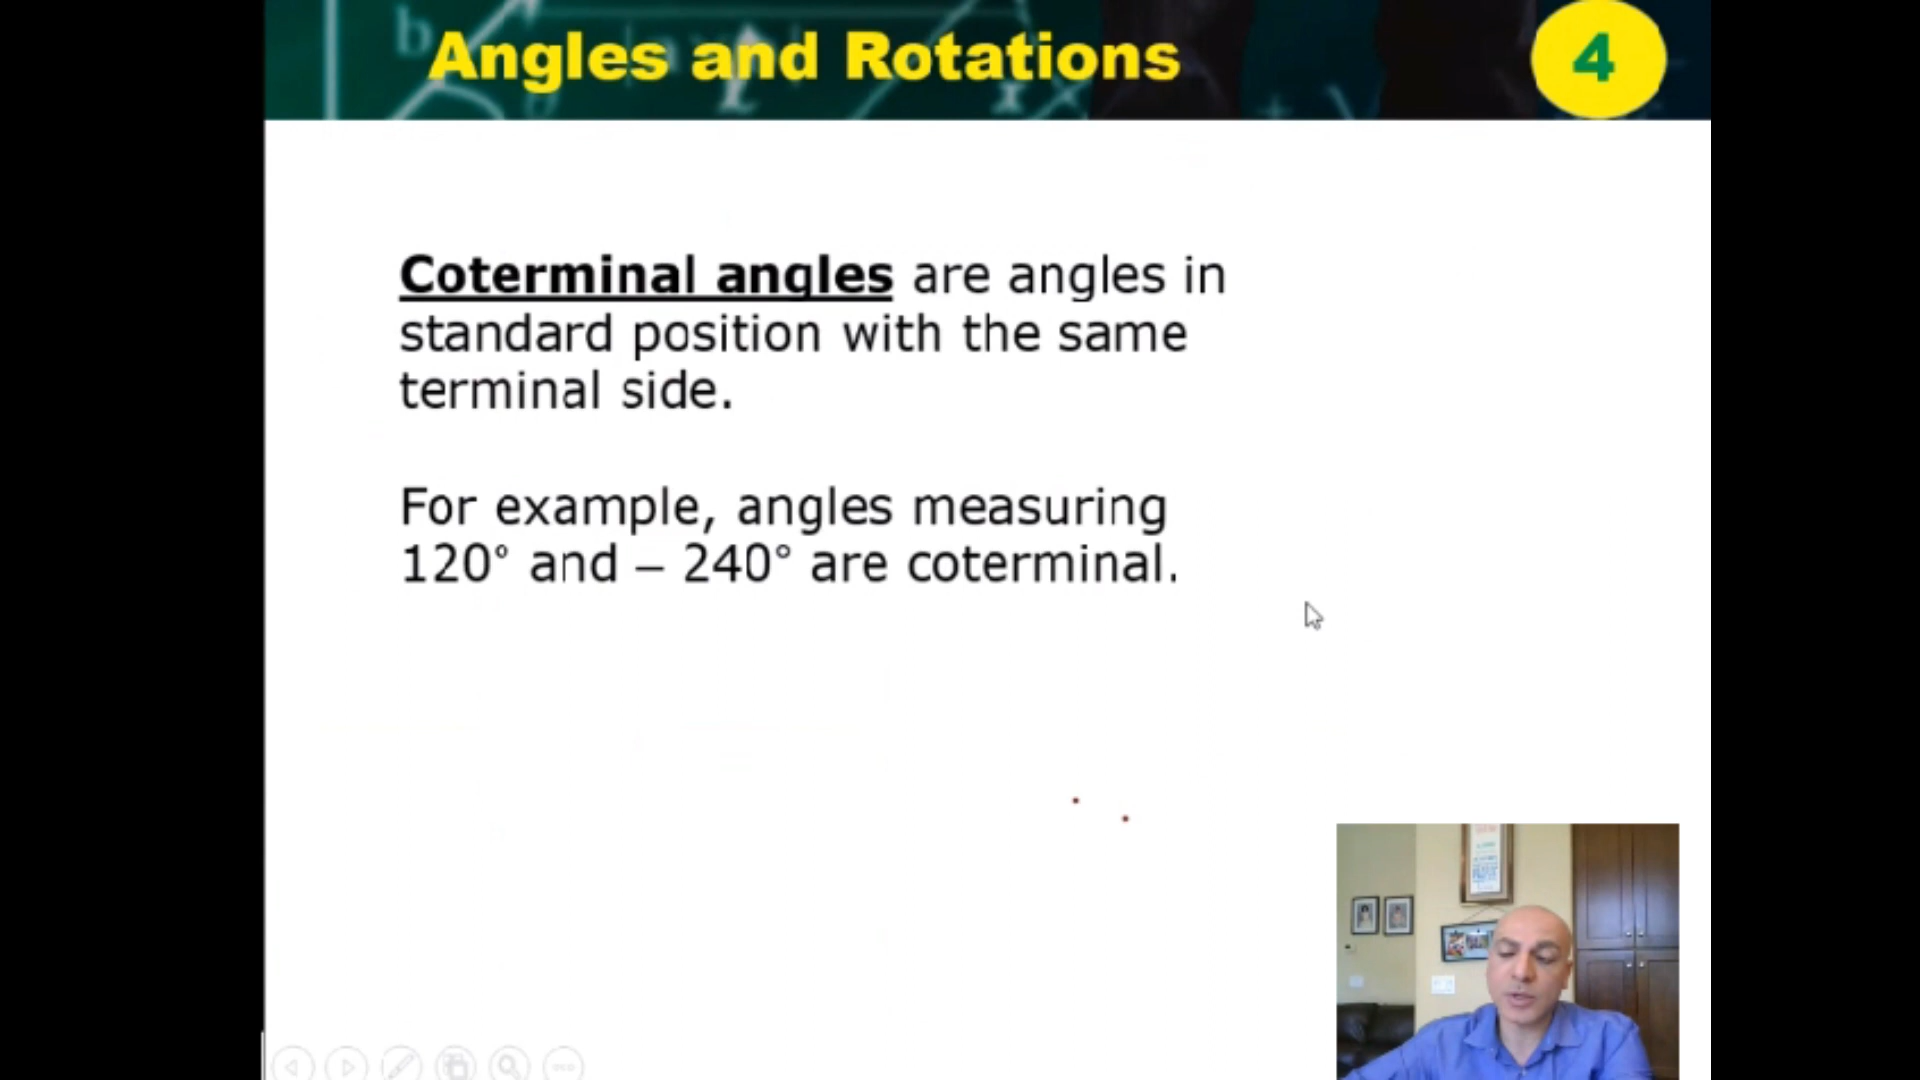 Angles and Rotations
4
Coterminal angles are angles in
standard position with the same
terminal side.
For example, angles measuring
120° and – 240° are coterminal.